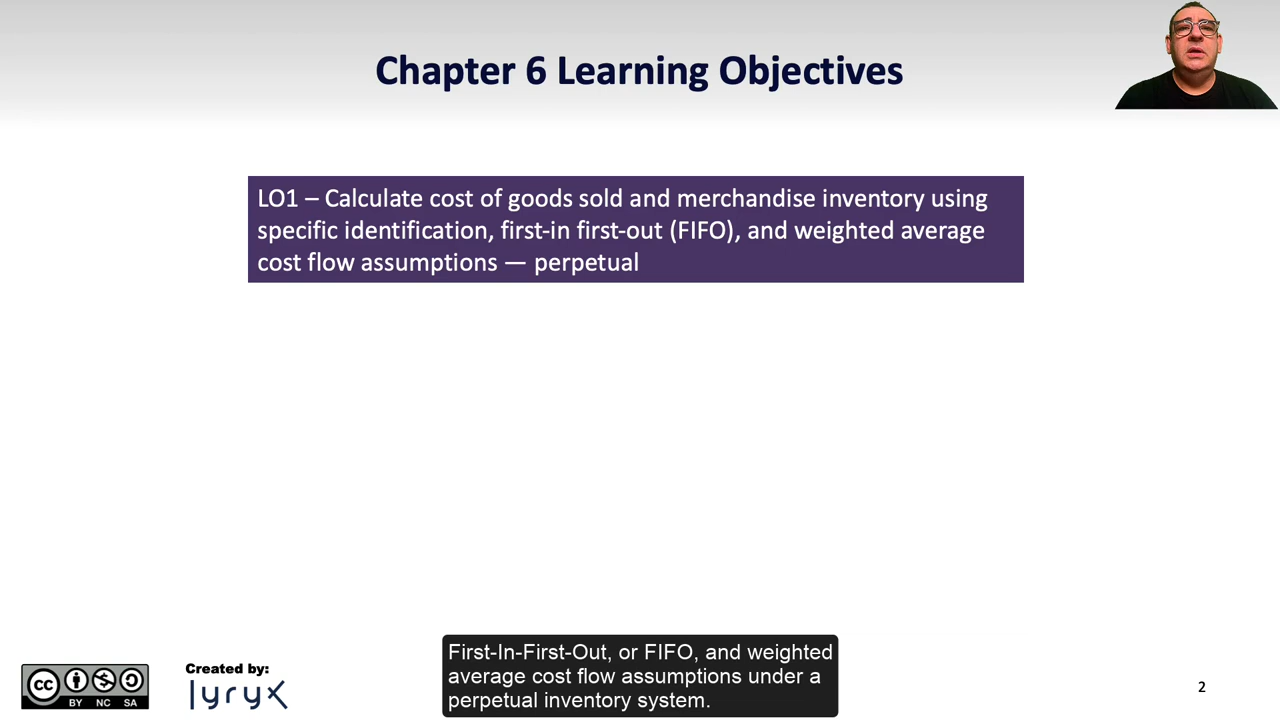 Chapter 6 Learning Objectives
LO1 – Calculate cost of goods sold and merchandise inventory using
specific identification, first-in first-out (FIFO), and weighted average
cost flow assumptions — perpetual
First-In-First-Out, or FIFO, and weighted
average cost flow assumptions under a
perpetual inventory system.
cc
BY NC SA
Created by:
lyryx
2